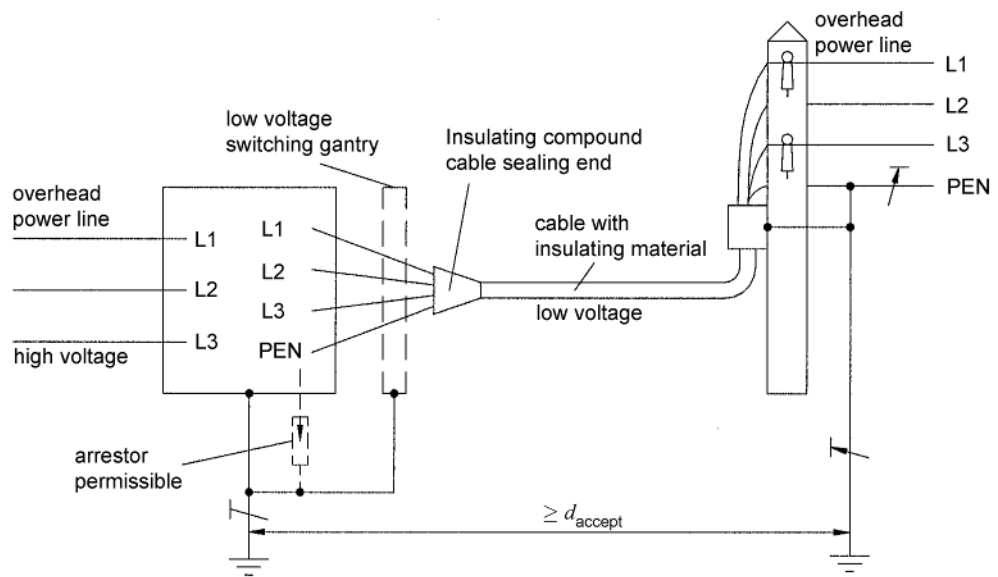 overhead
power line
L1
L2
L3
PEN
low voltage
switching gantry
Insulating compound
cable sealing end
overhead
power line
L1
L2
L3
high voltage
L1
L2
L3
PEN
cable with
insulating material
low voltage
arrestor
permissible
≥ d accept